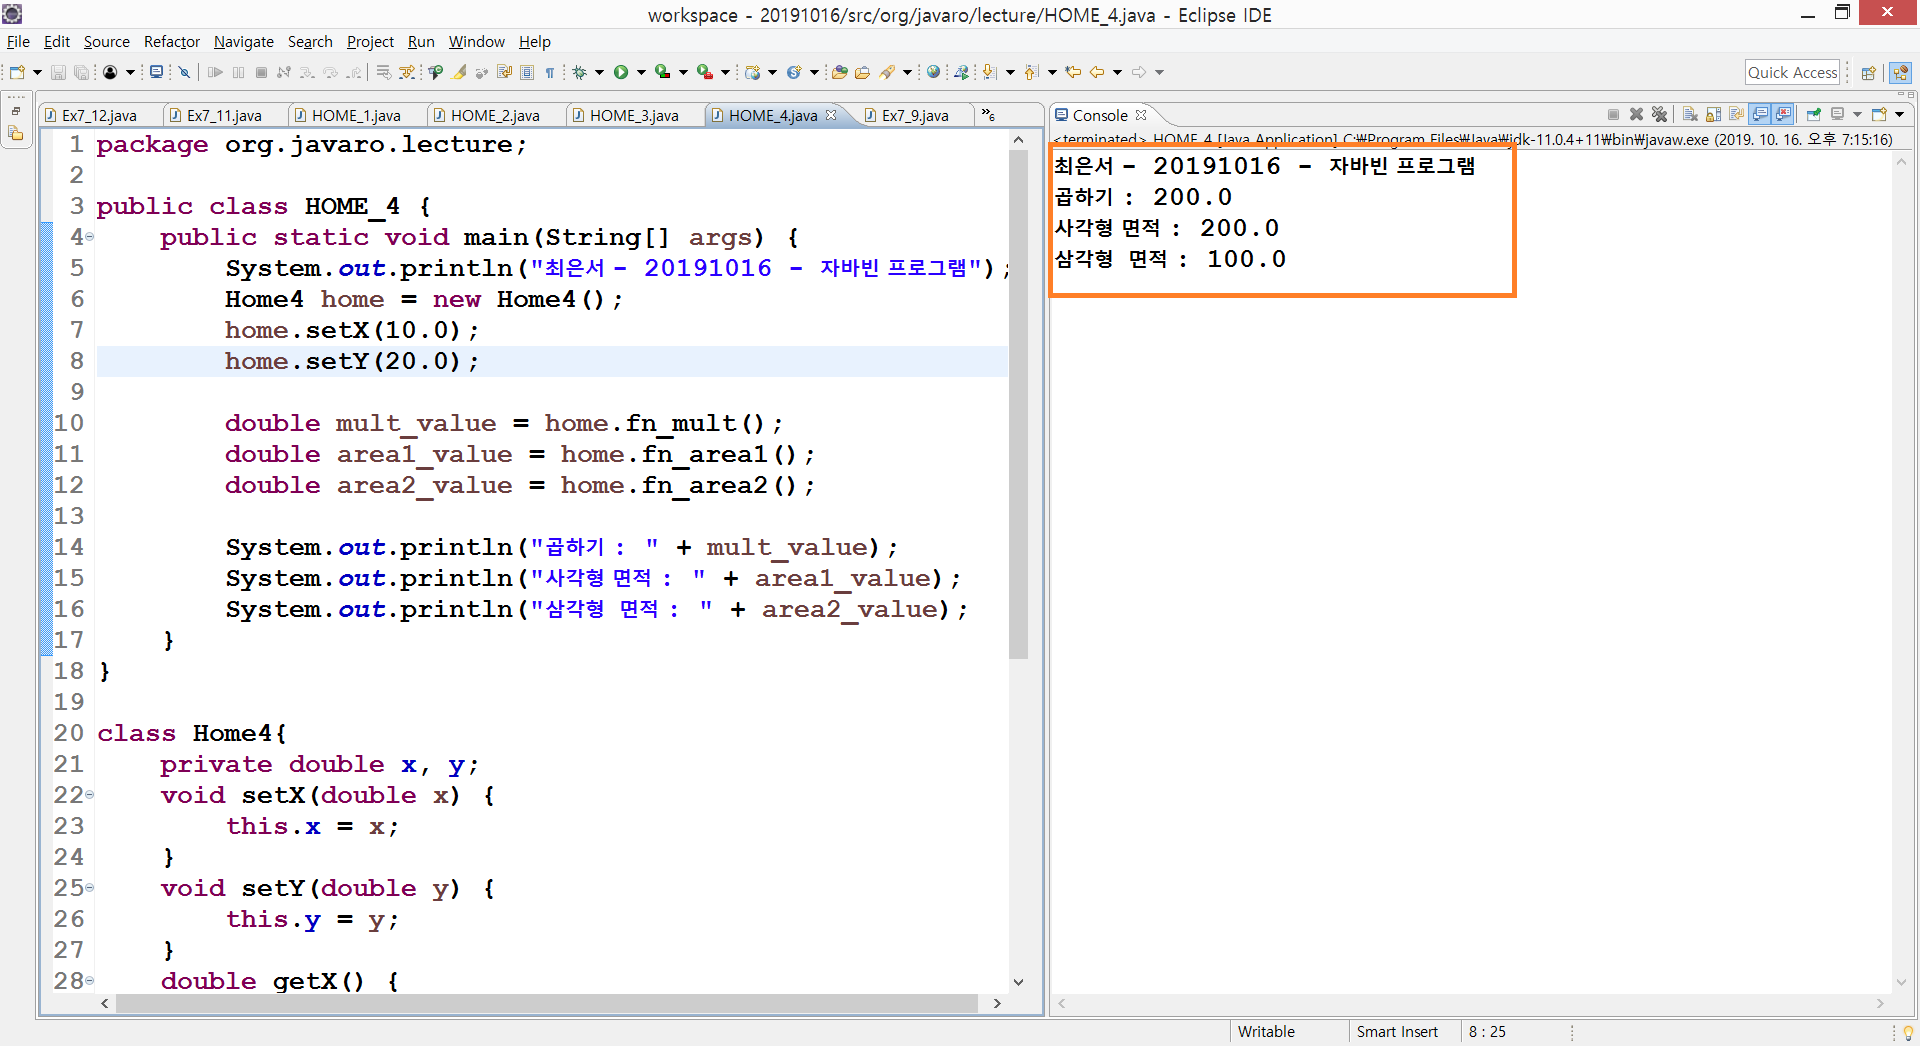 workspace - 20191016/src/org/javaro/lecture/HOME_4.java - Eclipse IDE
File Edit Source Refactor Navigate Search Project Run Window Help
Quick Access
Ex7_12.java Ex7_11.java HOME_1.java HOME_2.java HOME_3.java HOME_4.java Ex7_9.java »6
1 package org.javaro.lecture;
2
3 public class HOME_4 {
4 public static void main(String[] args) {
5 System.out.println("최은서 - 20191016 - 자바빈 프로그램");
6 Home4 home = new Home4();
7 home.setX(10.0);
8 home.setY(20.0);
9
10 double mult_value = home.fn_mult();
11 double area1_value = home.fn_area1();
12 double area2_value = home.fn_area2();
13
14 System.out.println("곱하기 : " + mult_value);
15 System.out.println("사각형 면적 : " + area1_value);
16 System.out.println("삼각형  면적 : " + area2_value);
17 }
18 }
19
20 class Home4{
21 private double x, y;
22 void setX(double x) {
23 this.x = x;
24 }
25 void setY(double y) {
26 this.y = y;
27 }
28 double getX() {
Console
<terminated> HOME_4 [Java Application] C:₩Program Files₩Java₩jdk-11.0.4+11₩bin₩javaw.exe (2019. 10. 16. 오후 7:15:16)
최은서 - 20191016 - 자바빈 프로그램
곱하기 : 200.0
사각형 면적 : 200.0
삼각형  면적 : 100.0
Writable Smart Insert 8 : 25